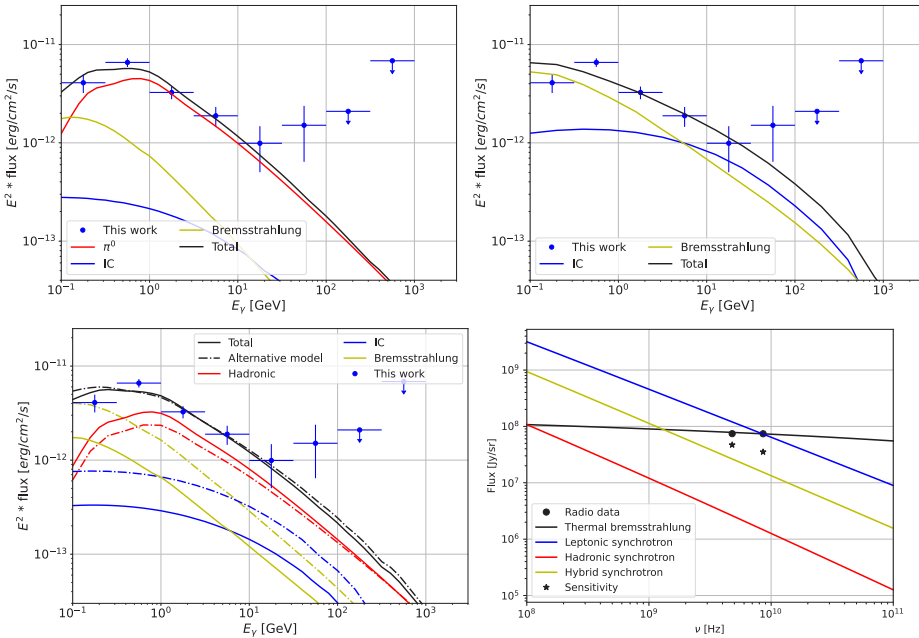 10⁻¹¹
10⁻¹²
10⁻¹³
E² * flux [erg/cm²/s]
This work
π⁰
IC
Bremsstrahlung
Total
10⁻¹ 10⁰ 10¹ 10² 10³
E_γ [GeV]
10⁻¹¹
10⁻¹²
10⁻¹³
E² * flux [erg/cm²/s]
This work
IC
Bremsstrahlung
Total
10⁻¹ 10⁰ 10¹ 10² 10³
E_γ [GeV]
10⁻¹¹
10⁻¹²
10⁻¹³
E² * flux [erg/cm²/s]
Total
Alternative model
Hadronic
IC
Bremsstrahlung
This work
10⁻¹ 10⁰ 10¹ 10² 10³
E_γ [GeV]
10⁹
10⁸
10⁷
10⁶
10⁵
Flux [Jy/sr]
Radio data
Thermal bremsstrahlung
Leptonic synchrotron
Hadronic synchrotron
Hybrid synchrotron
Sensitivity
10⁸ 10⁹ 10¹⁰ 10¹¹
ν [Hz]